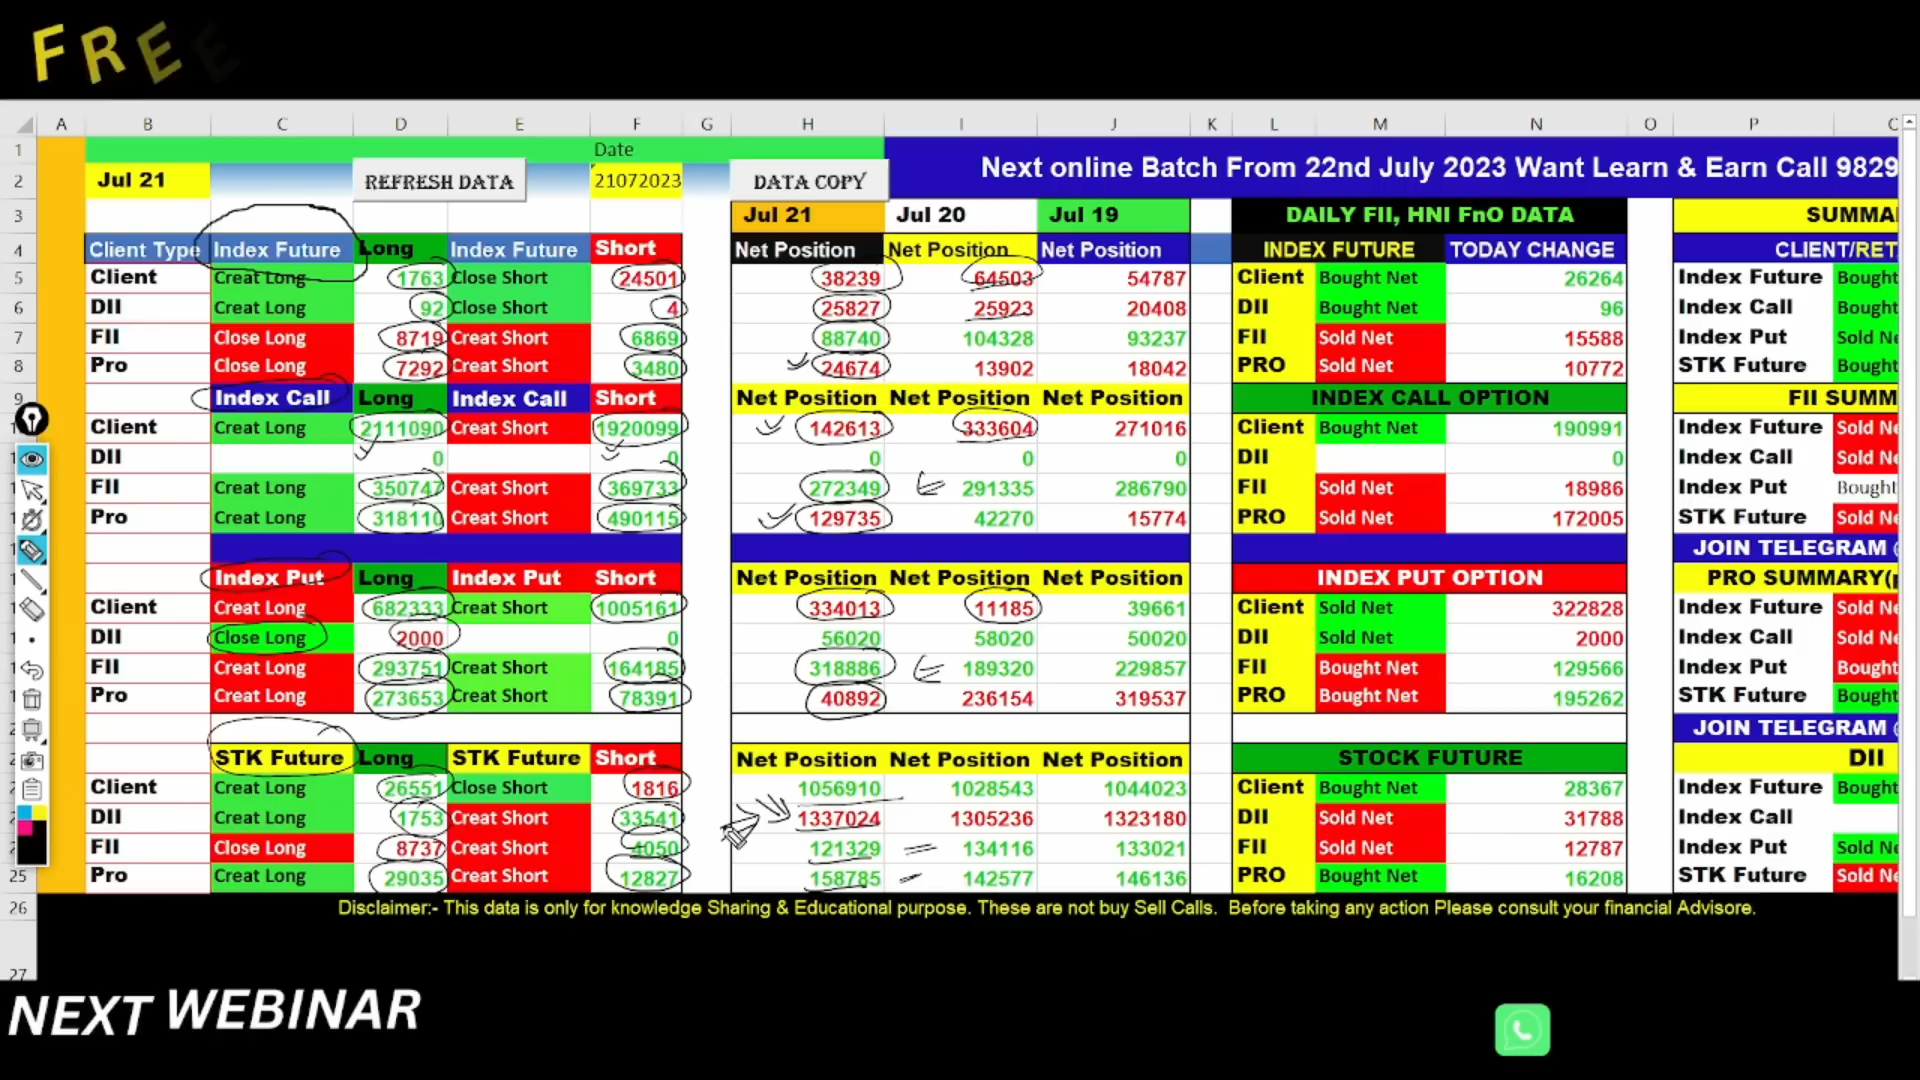 FREE
A B C D E F G H I J K L M N O P
1 Date
2 Jul 21 REFRESH DATA 21072023 DATA COPY Next online Batch From 22nd July 2023 Want Learn & Earn Call 9829
3 Jul 21 Jul 20 Jul 19 DAILY FII, HNI FnO DATA
4 Client Type Index Future Long Index Future Short Net Position Net Position Net Position INDEX FUTURE TODAY CHANGE
5 Client Creat Long 1763 Close Short 24501 38239 64503 54787 Client Bought Net 26264 Index Future Bought
6 DII Creat Long 92 Close Short 4 25827 25923 20408 DII Bought Net 96 Index Call Bought
7 FII Close Long 8719 Creat Short 6869 88740 104328 93237 FII Sold Net 15588 Index Put Sold
8 Pro Close Long 7292 Creat Short 3480 24674 13902 18042 PRO Sold Net 10772 STK Future Bought
9 Index Call Long Index Call Short Net Position Net Position Net Position INDEX CALL OPTION
Client Creat Long 2111090 Creat Short 1920099 142613 333604 271016 Client Bought Net 190991 Index Future Sold
DII 0 0 0 0 0 DII 0 Index Call Sold
FII Creat Long 350747 Creat Short 369733 272349 291335 286790 FII Sold Net 18986 Index Put Bought
Pro Creat Long 318110 Creat Short 490115 129735 42270 15774 PRO Sold Net 172005 STK Future Sold
JOIN TELEGRAM
Index Put Long Index Put Short Net Position Net Position Net Position INDEX PUT OPTION PRO SUMMARY
Client Creat Long 682333 Creat Short 1005161 334013 11185 39661 Client Sold Net 322828 Index Future Sold
DII Close Long 2000 0 56020 58020 50020 DII Sold Net 2000 Index Call Sold
FII Creat Long 293751 Creat Short 164185 318886 189320 229857 FII Bought Net 129566 Index Put Bought
Pro Creat Long 273653 Creat Short 78391 40892 236154 319537 PRO Bought Net 195262 STK Future Bought
JOIN TELEGRAM
STK Future Long STK Future Short Net Position Net Position Net Position STOCK FUTURE DII
Client Creat Long 26551 Close Short 1816 1056910 1028543 1044023 Client Bought Net 28367 Index Future Bought
DII Creat Long 1753 Creat Short 33541 1337024 1305236 1323180 DII Sold Net 31788 Index Call
FII Close Long 8737 Creat Short 4050 121329 134116 133021 FII Sold Net 12787 Index Put Sold
25 Pro Creat Long 29035 Creat Short 12827 158785 142577 146136 PRO Bought Net 16208 STK Future Sold
26 Disclaimer:- This data is only for knowledge Sharing & Educational purpose. These are not buy Sell Calls. Before taking any action Please consult your financial Advisore.
27
NEXT WEBINAR